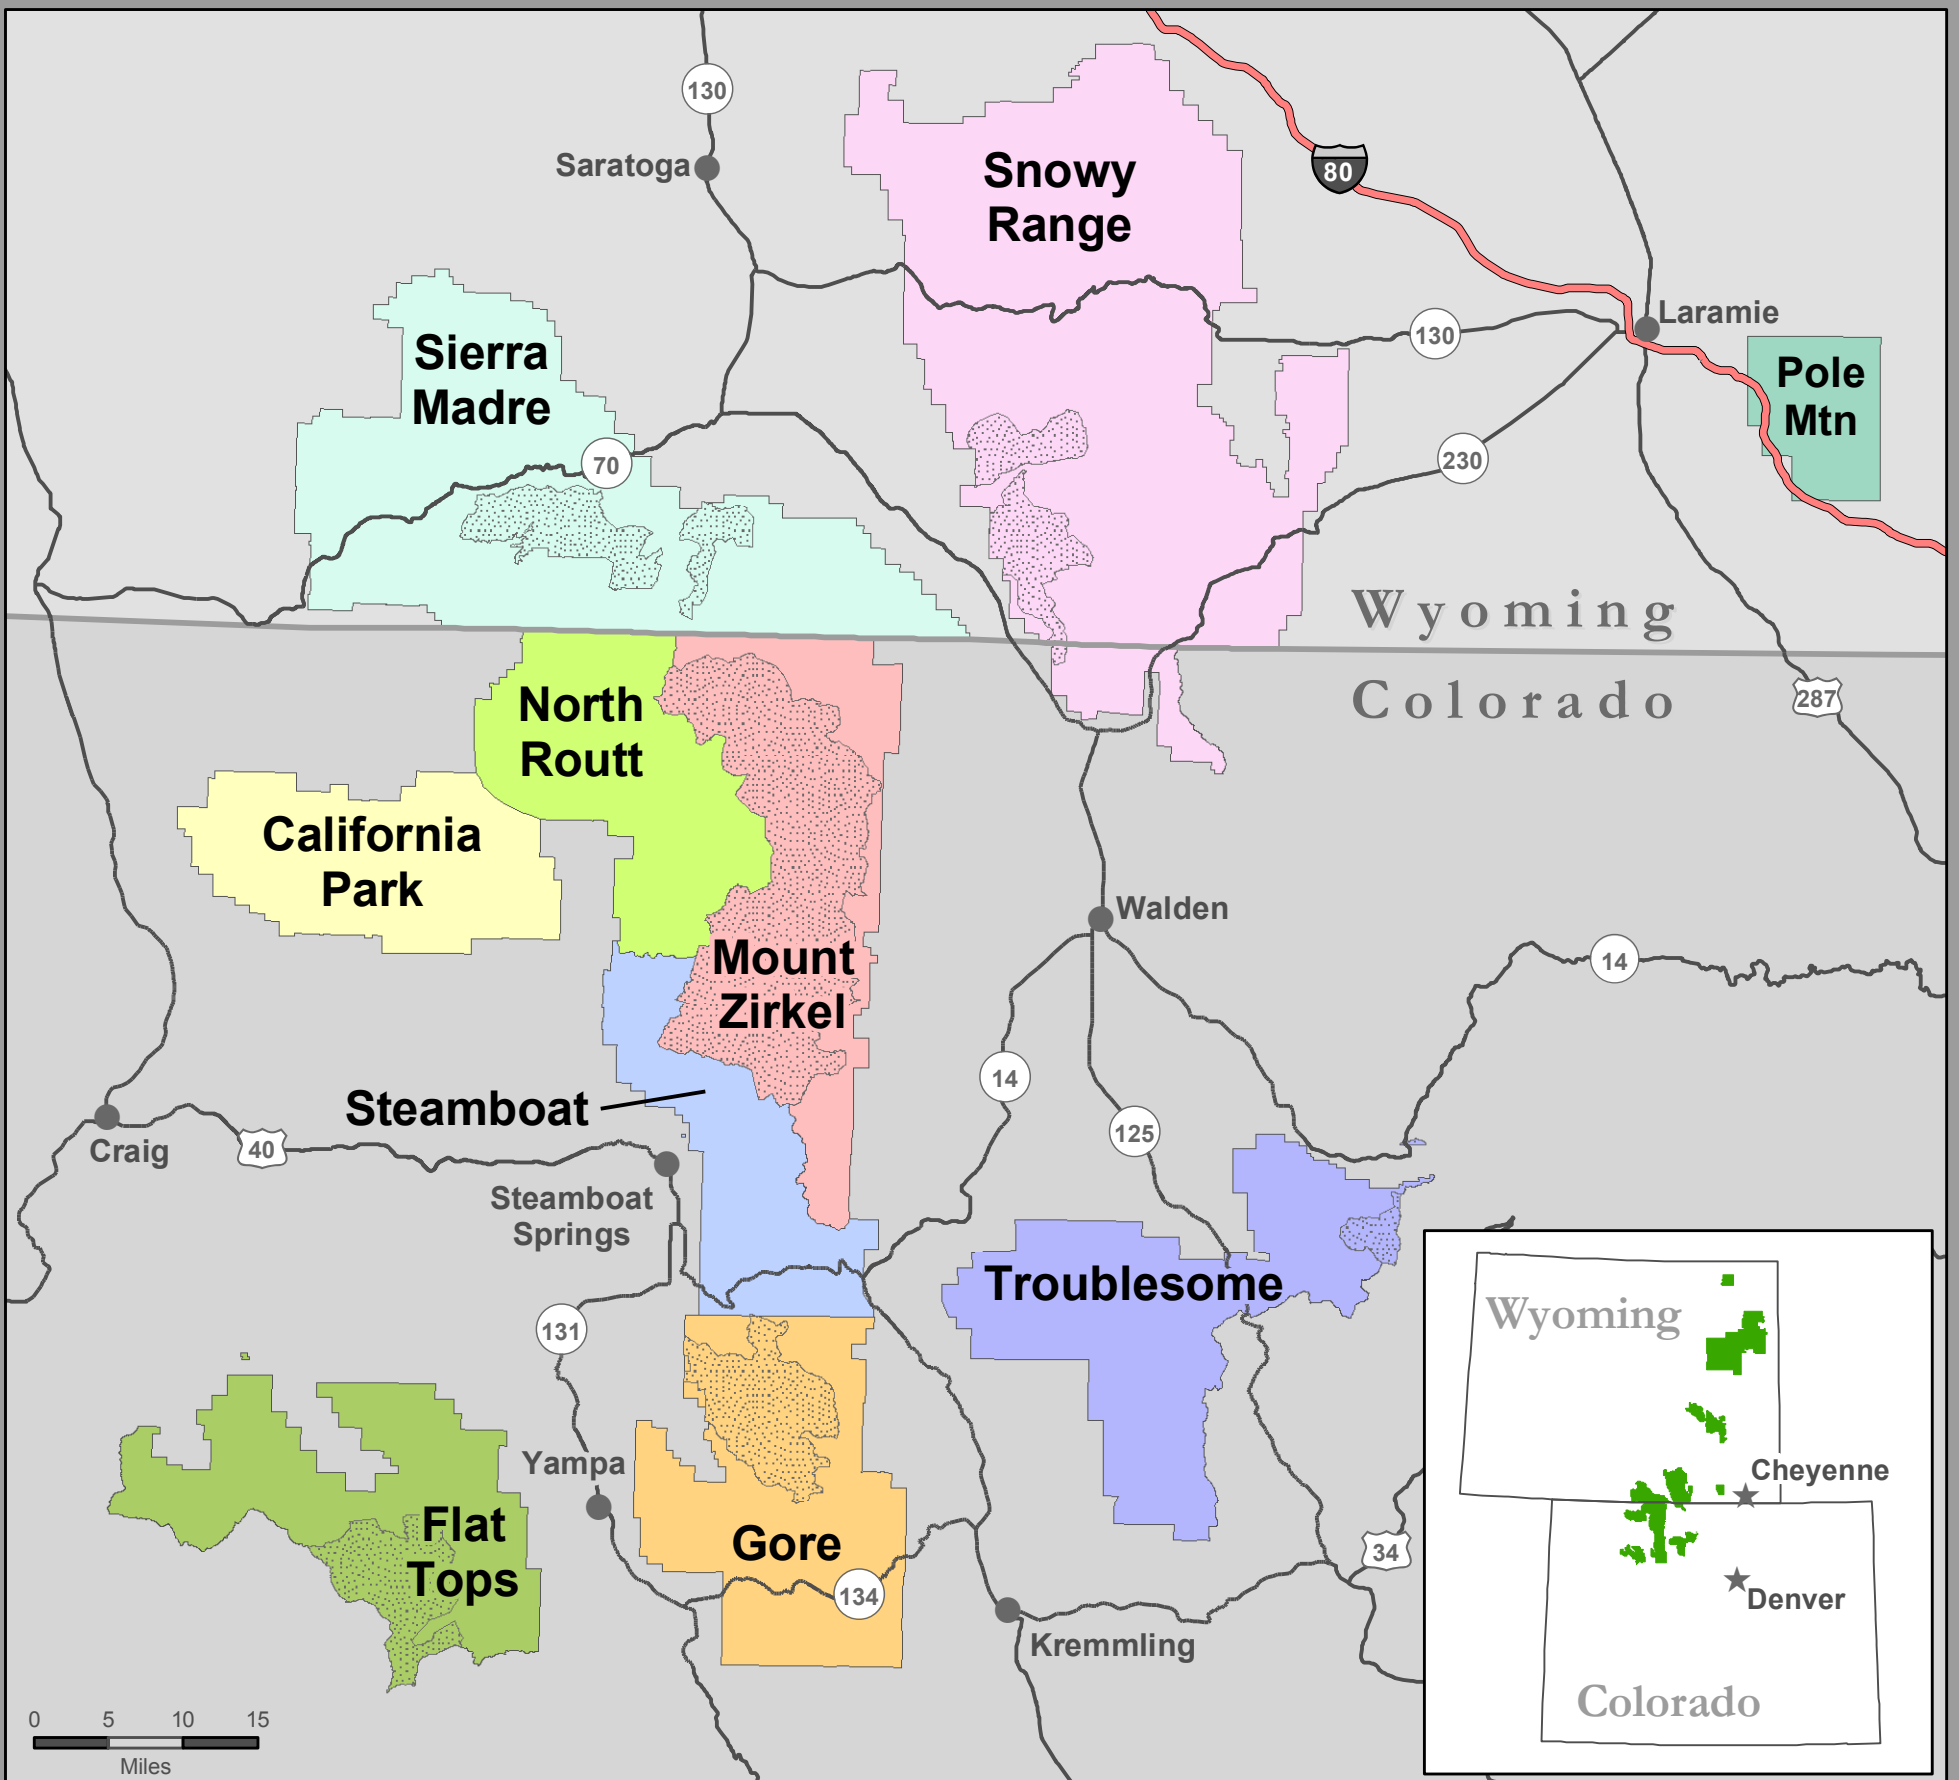 130
Saratoga
Snowy
Range
80
Laramie
130
Pole
Mtn
Sierra
Madre
70
230
Wyoming
Colorado
287
North
Routt
California
Park
Mount
Zirkel
Walden
14
14
125
Steamboat
Craig
40
Steamboat
Springs
Troublesome
131
Yampa
Flat
Tops
Gore
134
Kremmling
34
Wyoming
Cheyenne
Denver
Colorado
0 5 10 15
Miles